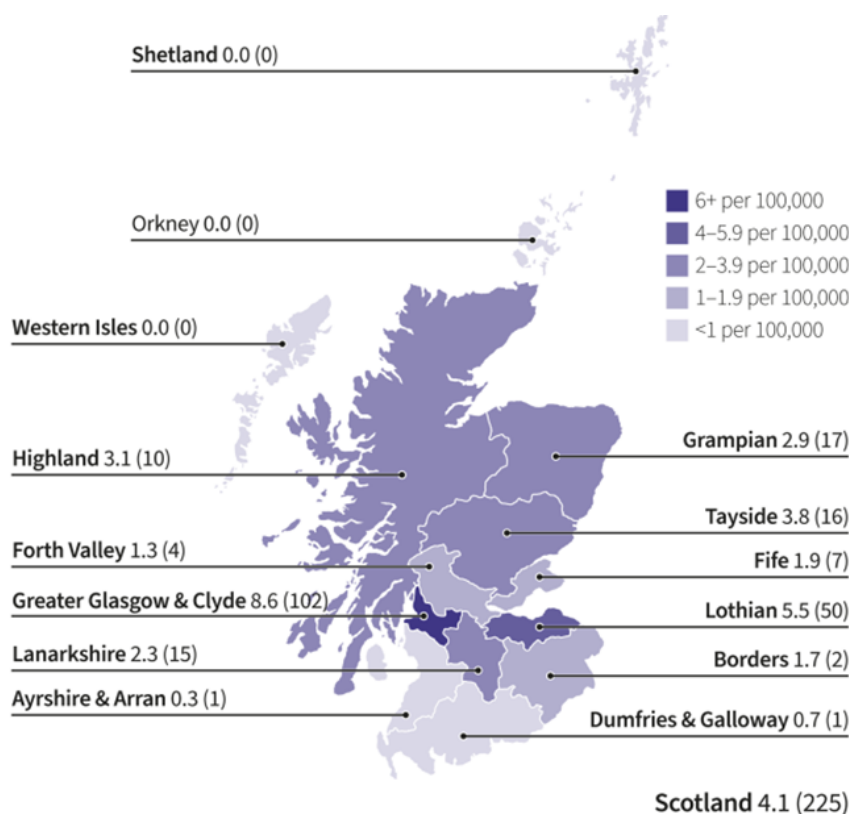 Shetland 0.0 (0)
Orkney 0.0 (0)
6+ per 100,000
4–5.9 per 100,000
2–3.9 per 100,000
1–1.9 per 100,000
<1 per 100,000
Western Isles 0.0 (0)
Grampian 2.9 (17)
Highland 3.1 (10)
Tayside 3.8 (16)
Forth Valley 1.3 (4)
Fife 1.9 (7)
Greater Glasgow & Clyde 8.6 (102)
Lothian 5.5 (50)
Lanarkshire 2.3 (15)
Borders 1.7 (2)
Ayrshire & Arran 0.3 (1)
Dumfries & Galloway 0.7 (1)
Scotland 4.1 (225)